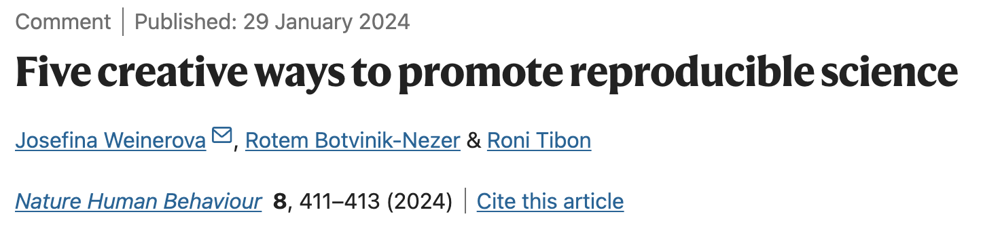 Comment | Published: 29 January 2024
Five creative ways to promote reproducible science
Josefina Weinerova, Rotem Botvinik-Nezer & Roni Tibon
Nature Human Behaviour 8, 411–413 (2024) | Cite this article